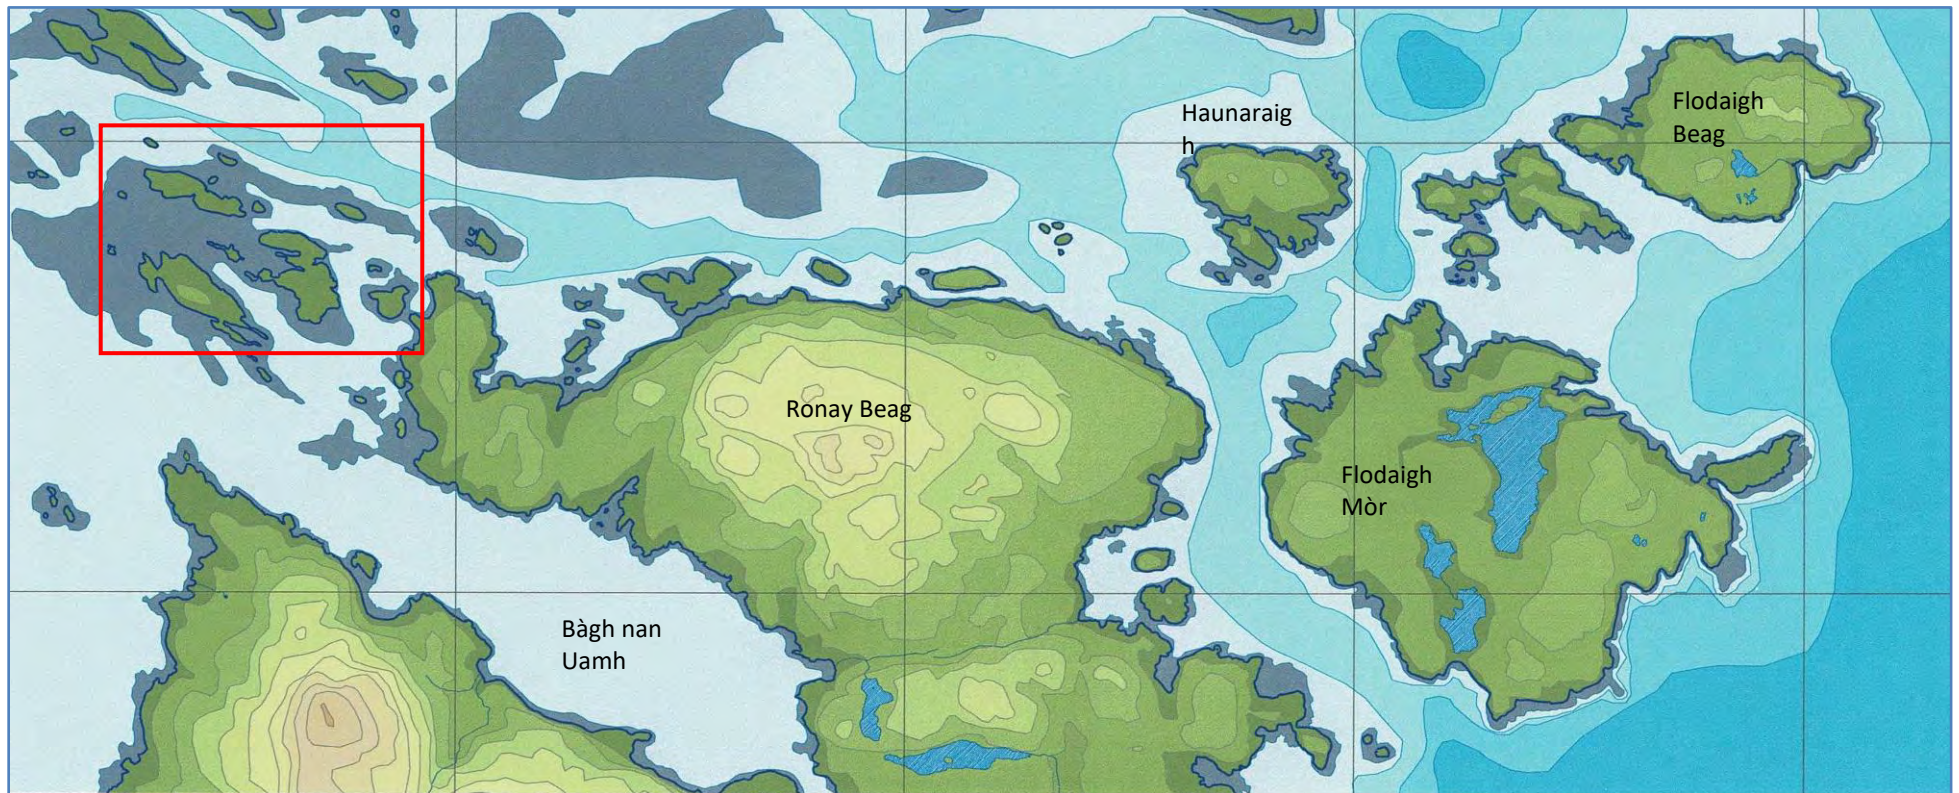 Haunaraig
h
Flodaigh
Beag
Ronay Beag
Flodaigh
Mòr
Bàgh nan
Uamh